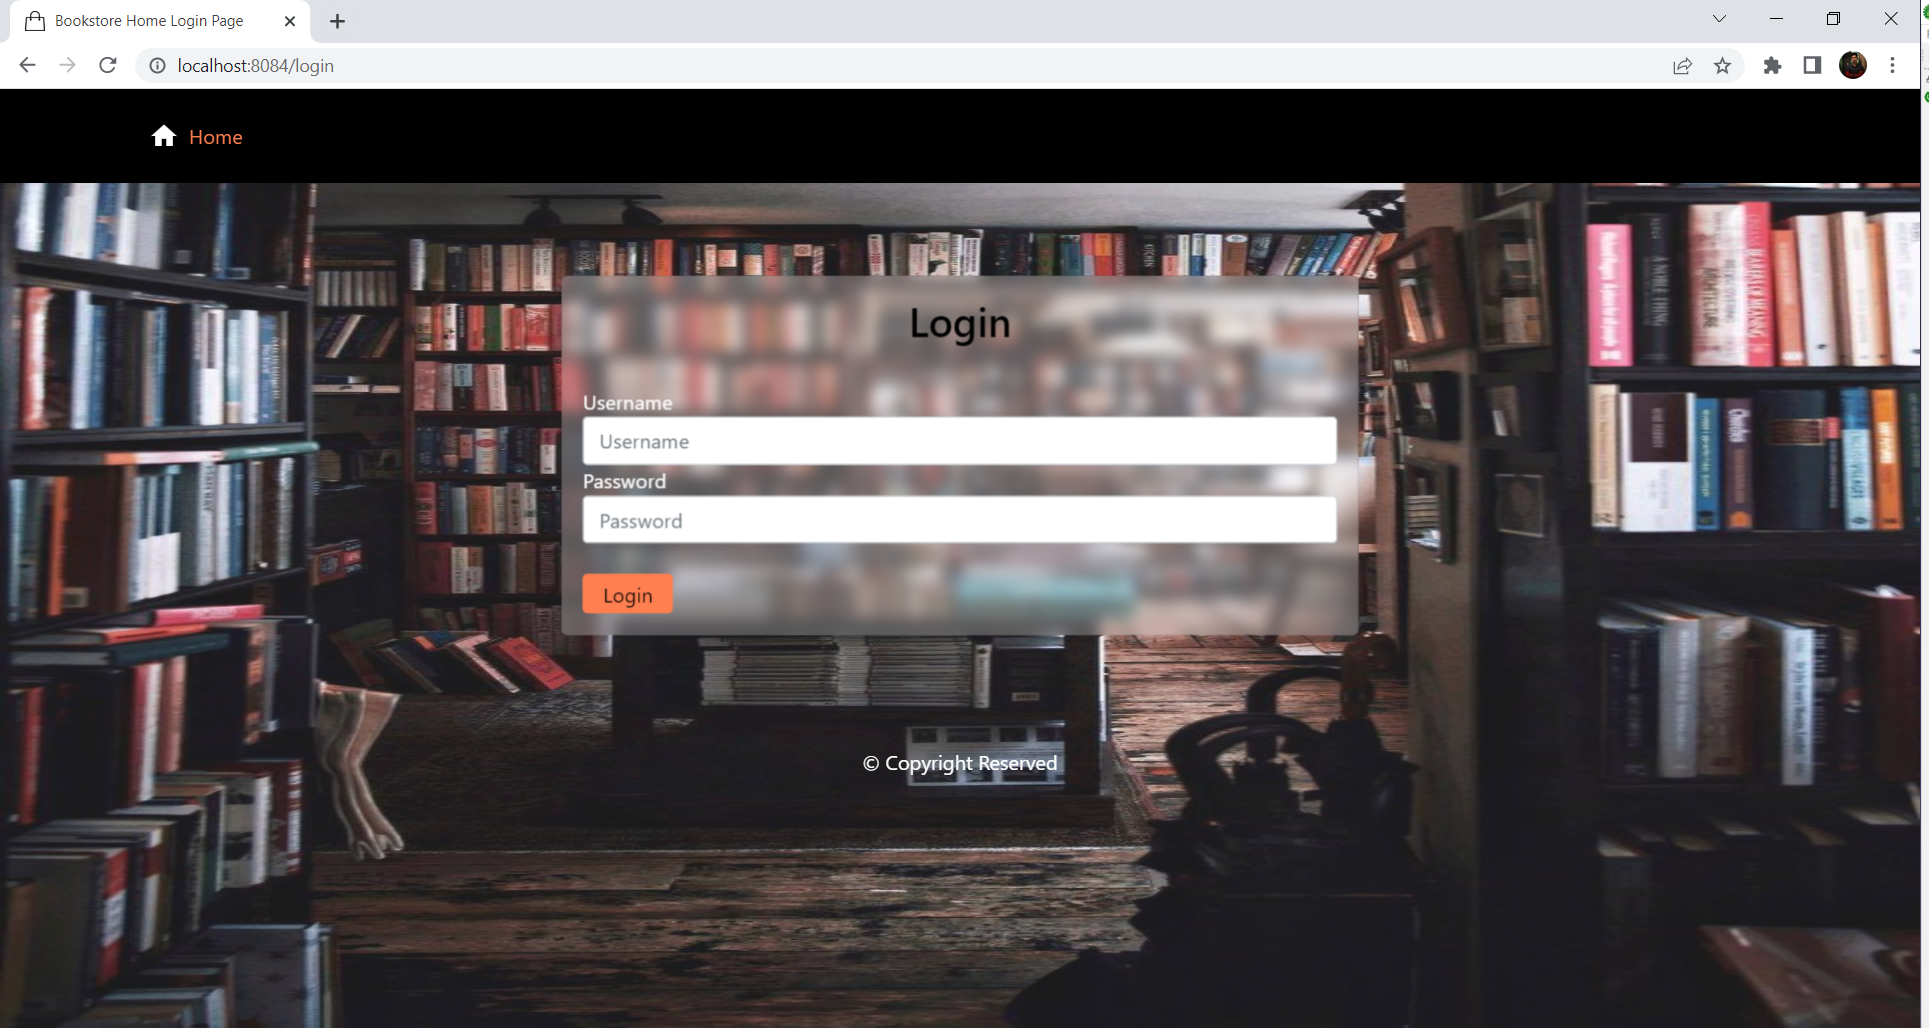 Bookstore Home Login Page
localhost:8084/login
Home
Login
Username
Username
Password
Password
Login
© Copyright Reserved